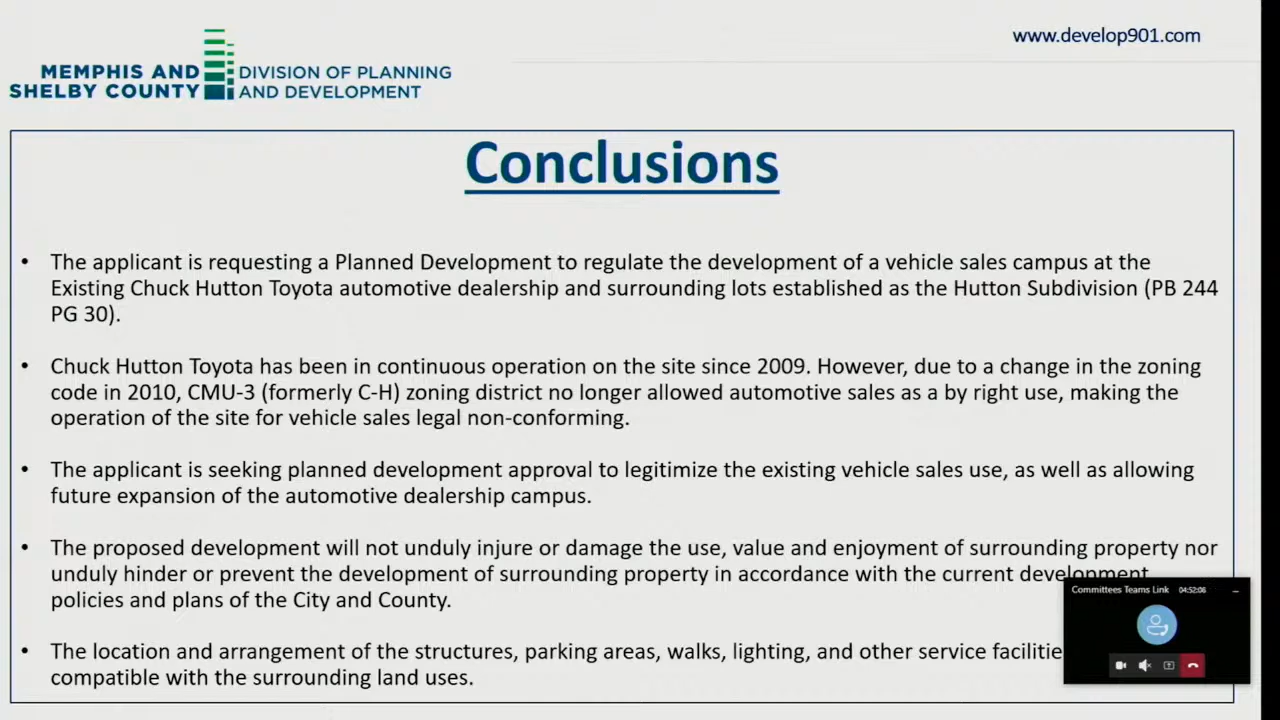 www.develop901.com
MEMPHIS AND
SHELBY COUNTY
DIVISION OF PLANNING
AND DEVELOPMENT
Conclusions
• The applicant is requesting a Planned Development to regulate the development of a vehicle sales campus at the
Existing Chuck Hutton Toyota automotive dealership and surrounding lots established as the Hutton Subdivision (PB 244
PG 30).
• Chuck Hutton Toyota has been in continuous operation on the site since 2009. However, due to a change in the zoning
code in 2010, CMU-3 (formerly C-H) zoning district no longer allowed automotive sales as a by right use, making the
operation of the site for vehicle sales legal non-conforming.
• The applicant is seeking planned development approval to legitimize the existing vehicle sales use, as well as allowing
future expansion of the automotive dealership campus.
• The proposed development will not unduly injure or damage the use, value and enjoyment of surrounding property nor
unduly hinder or prevent the development of surrounding property in accordance with the current development
policies and plans of the City and County.
• The location and arrangement of the structures, parking areas, walks, lighting, and other service
compatible with the surrounding land uses.
Committees Teams Link 04:52:06